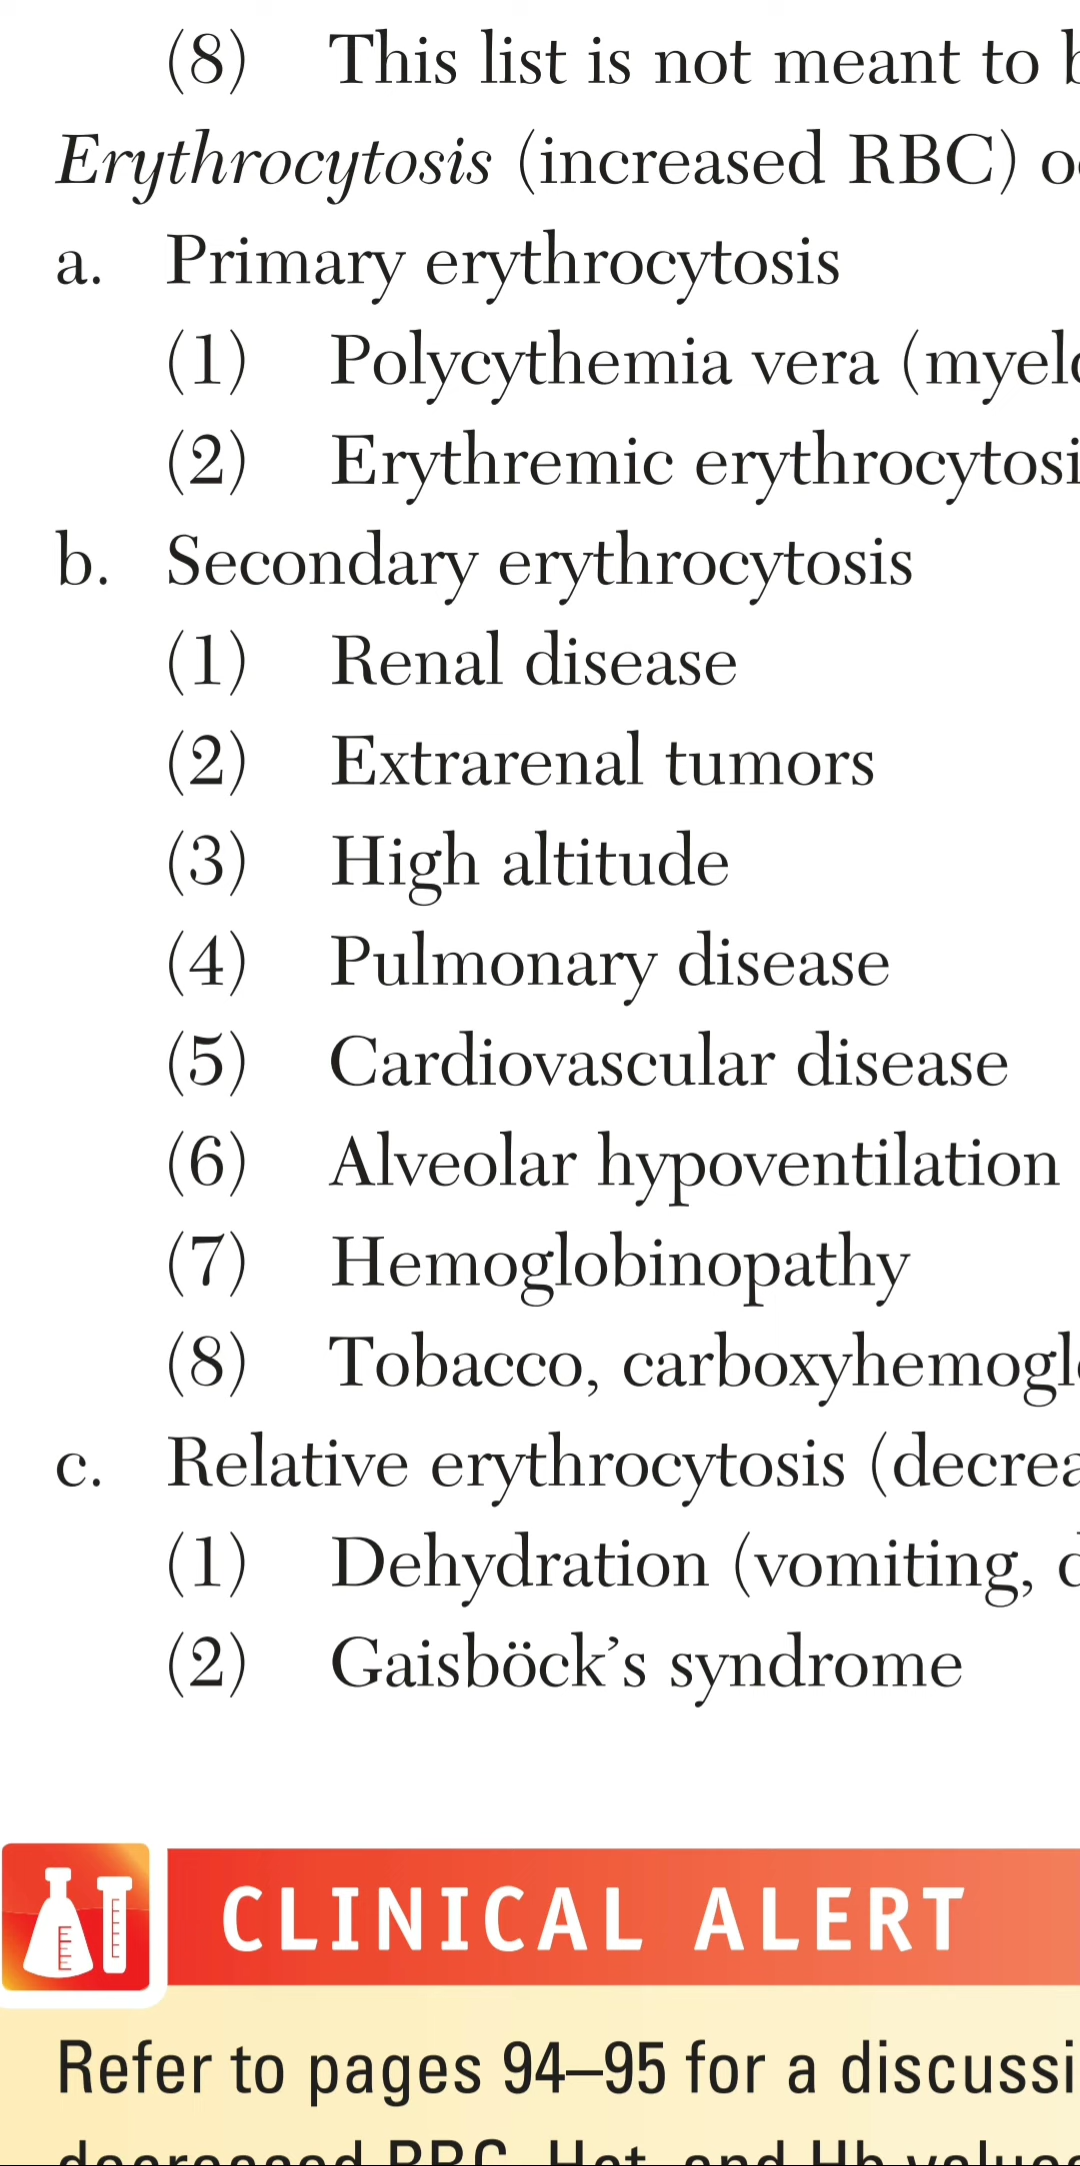 (8) This list is not meant to
Erythrocytosis (increased RBC)
a. Primary erythrocytosis
(1) Polycythemia vera
(2) Erythremic
b. Secondary erythrocytosis
(1) Renal disease
(2) Extrarenal tumors
(3) High altitude
(4) Pulmonary disease
(5) Cardiovascular disease
(6) Alveolar hypoventilation
(7) Hemoglobinopathy
(8) Tobacco,
c. Relative erythrocytosis
(1) Dehydration (vomiting,
(2) Gaisböck’s syndrome
CLINICAL ALERT
Refer to pages 94–95 for a